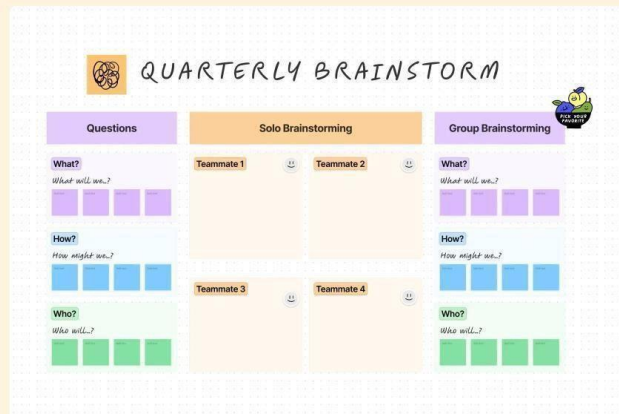 QUARTERLY BRAINSTORM
PICK YOUR
FAVORITE
Questions
Solo Brainstorming
Group Brainstorming
What?
What will we...?
How?
How might we...?
Who?
Who will...?
Teammate 1
Teammate 2
Teammate 3
Teammate 4
What?
What will we...?
How?
How might we...?
Who?
Who will...?